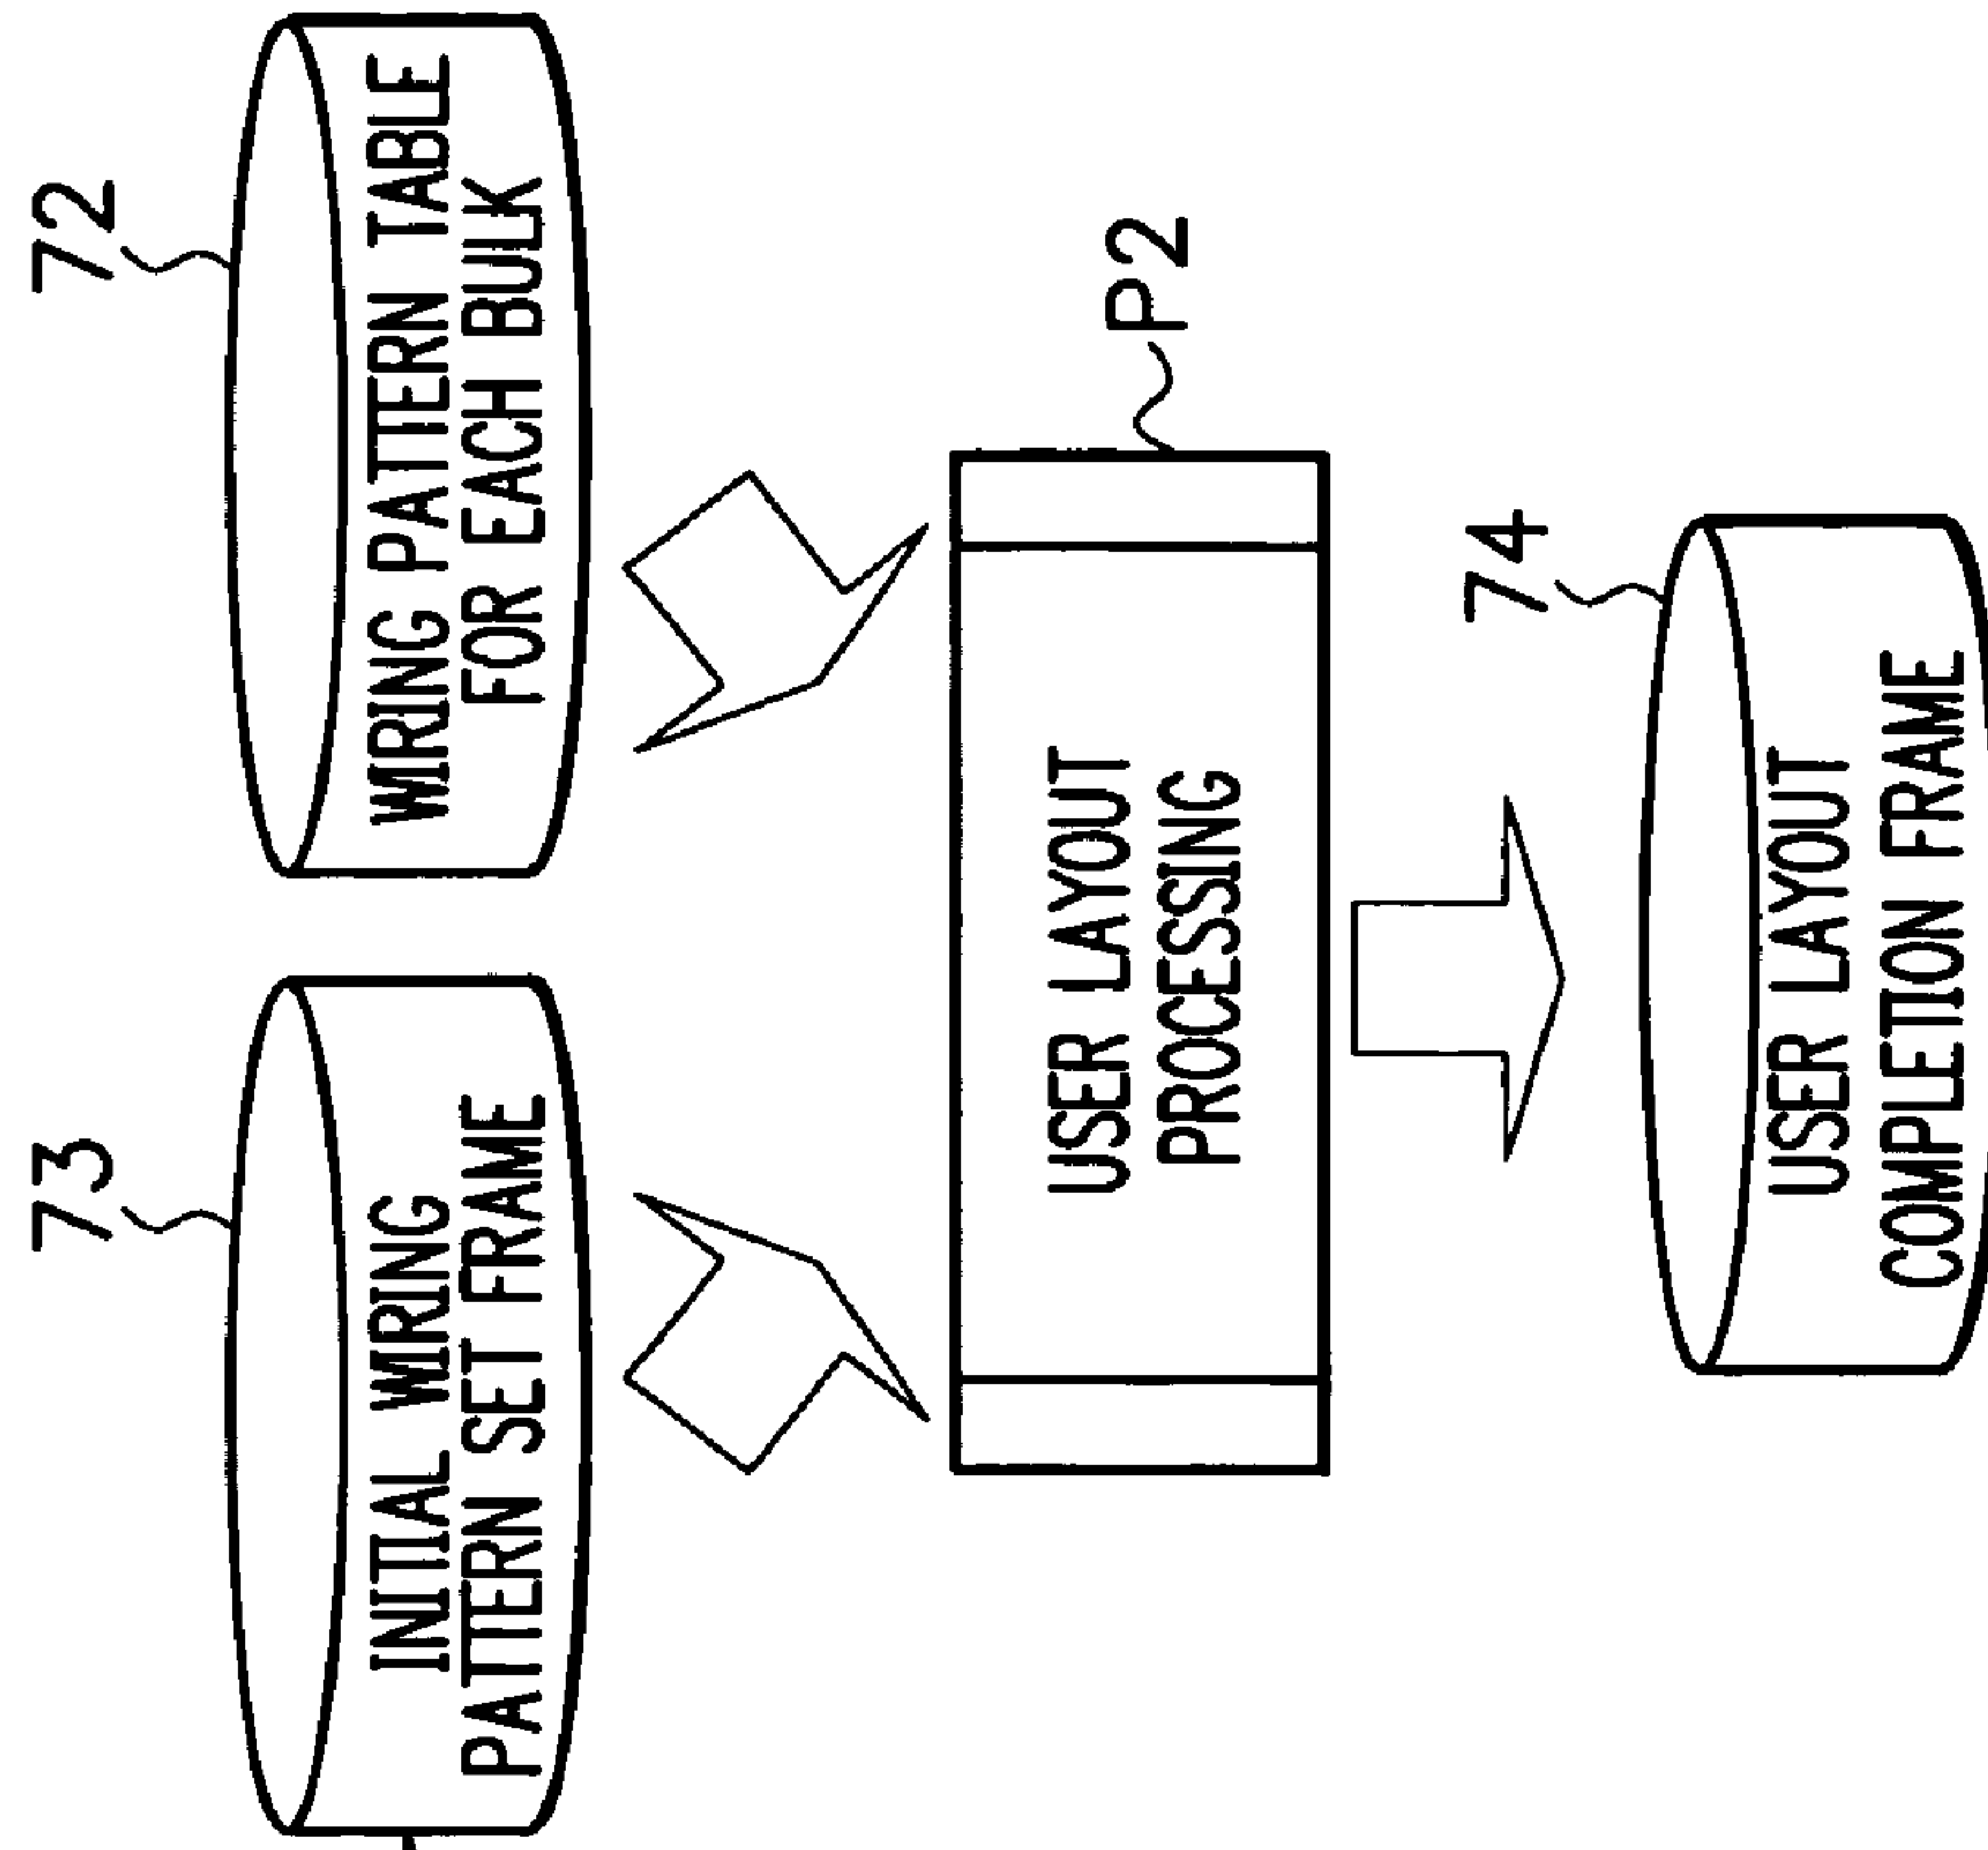 73
INITIAL WIRING
PATTERN SET FRAME
72
WIRING PATTERN TABLE
FOR EACH BULK
P2
USER LAYOUT
PROCESSING
74
USER LAYOUT
COMPLETION FRAME